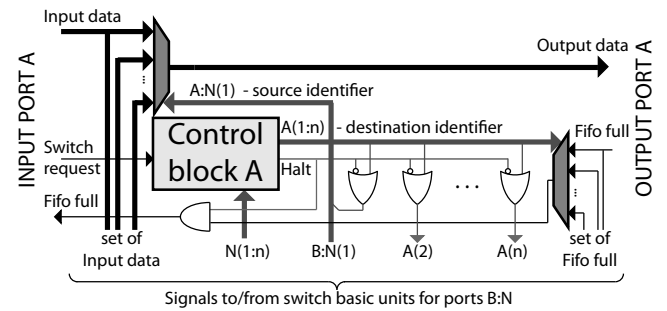 Input data
Output data
INPUT PORT A
A:N(1) - source identifier
OUTPUT PORT A
Control
block A
A(1:n) - destination identifier
Fifo full
Switch
request
Halt
Fifo full
...
...
...
set of
Input data
N(1:n)
B:N(1)
A(2)
A(n)
set of
Fifo full
Signals to/from switch basic units for ports B:N